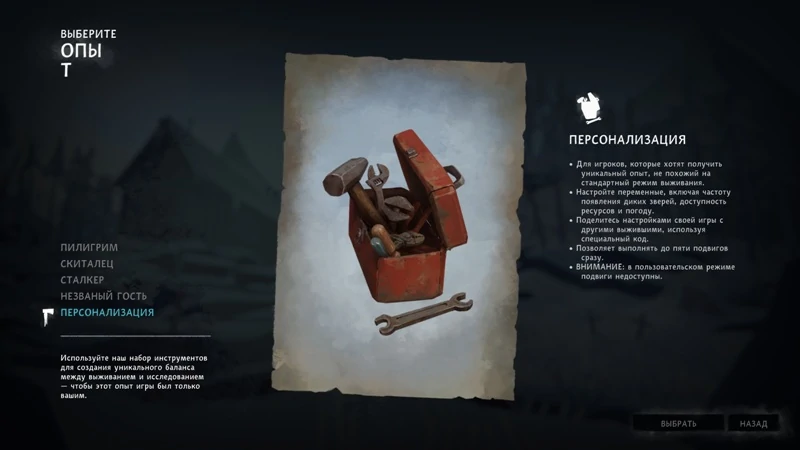 ВЫБЕРИТЕ
ОПЫ
Т
ПИЛИГРИМ
СКИТАЛЕЦ
СТАЛКЕР
НЕЗВАНЫЙ ГОСТЬ
ПЕРСОНАЛИЗАЦИЯ
Используйте наш набор инструментов
для создания уникального баланса
между выживанием и исследованием
— чтобы этот опыт игры был только
вашим.
ПЕРСОНАЛИЗАЦИЯ
• Для игроков, которые хотят получить
уникальный опыт, не похожий на
стандартный режим выживания.
• Настройте переменные, включая частоту
появления диких зверей, доступность
ресурсов и погоду.
• Поделитесь настройками своей игры с
другими выжившими, используя
специальный код.
• Позволяет выполнять до пяти подвигов
сразу.
• ВНИМАНИЕ: в пользовательском режиме
подвиги недоступны.
ВЫБРАТЬ
НАЗАД